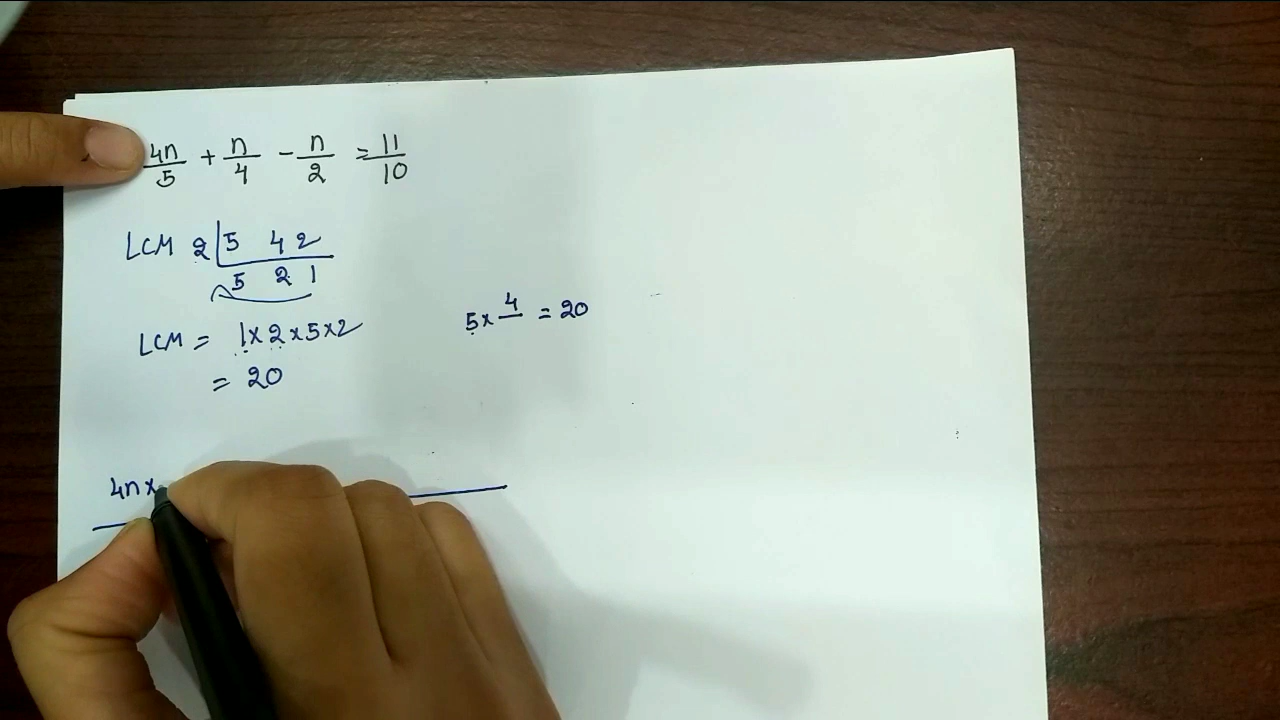 4n/5 + n/4 - n/2 = 11/10
LCM 2 | 5 4 2
5 2 1
LCM = 1 x 2 x 5 x 2
= 20
5 x 4 = 20
4n x